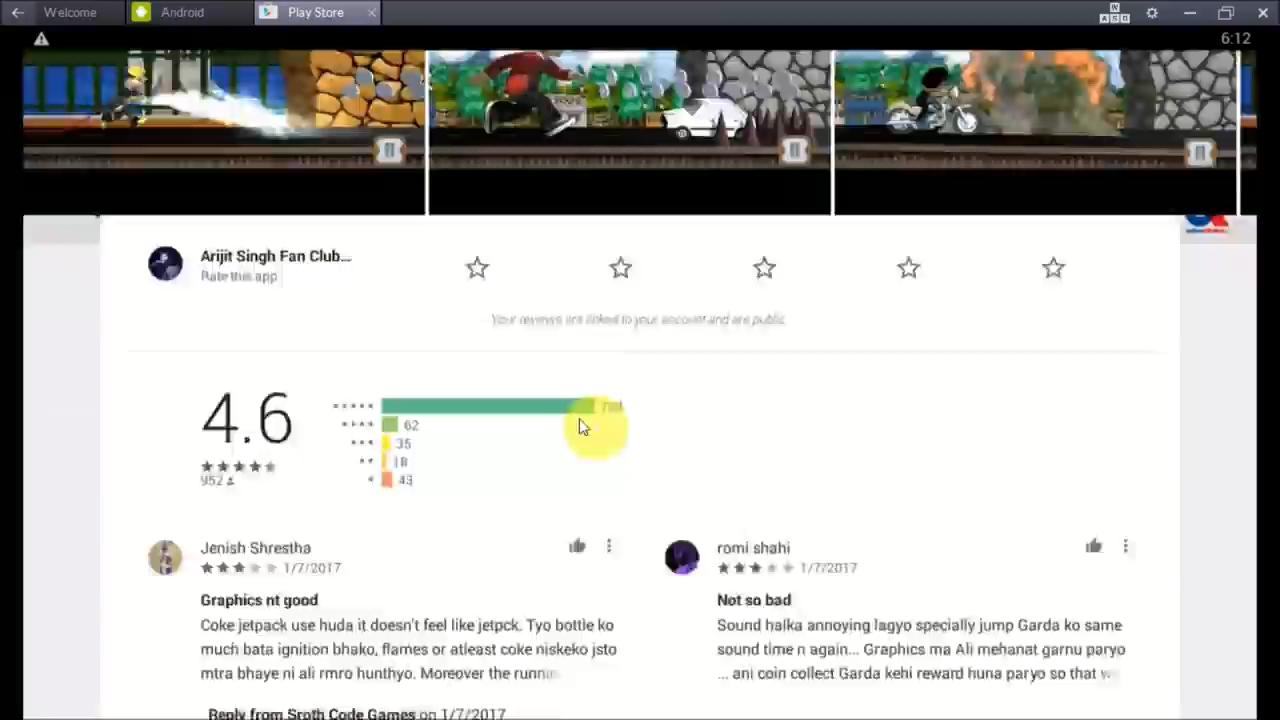 Welcome
Android
Play Store
6:12
Arijit Singh Fan Club...
Rate this app
Your reviews are linked to your account and are public.
4.6
62
35
18
43
952
Jenish Shrestha
1/7/2017
Graphics nt good
Coke jetpack use huda it doesn't feel like jetpck. Tyo bottle ko
much bata ignition bhako, flames or atleast coke niskeko jsto
mtra bhaye ni ali rmro hunthyo. Moreover the runnin
romi shahi
1/7/2017
Not so bad
Sound halka annoying lagyo specially jump Garda ko same
sound time n again... Graphics ma Ali mehanat garnu paryo
... ani coin collect Garda kehi reward huna paryo so that w
Reply from Sroth Code Games on 1/7/2017